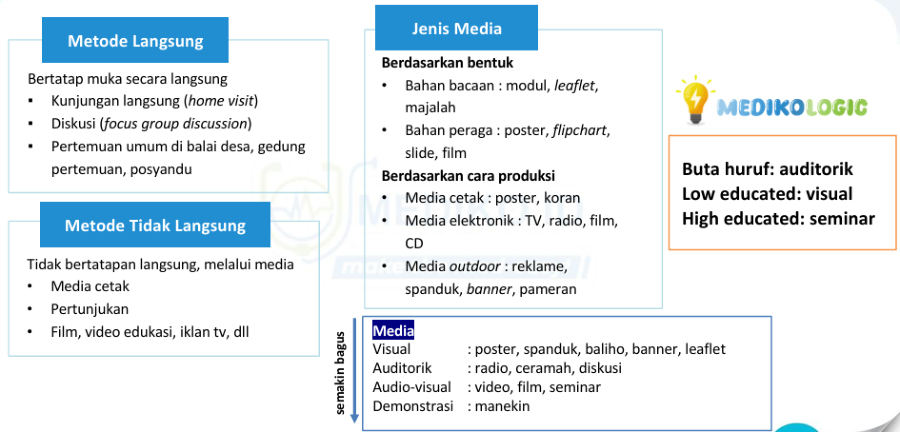 Metode Langsung
Bertatap muka secara langsung
▪ Kunjungan langsung (home visit)
▪ Diskusi (focus group discussion)
▪ Pertemuan umum di balai desa, gedung
pertemuan, posyandu
Metode Tidak Langsung
Tidak bertatapan langsung, melalui media
• Media cetak
• Pertunjukan
• Film, video edukasi, iklan tv, dll
Jenis Media
Berdasarkan bentuk
• Bahan bacaan : modul, leaflet,
majalah
• Bahan peraga : poster, flipchart,
slide, film
Berdasarkan cara produksi
• Media cetak : poster, koran
• Media elektronik : TV, radio, film,
CD
• Media outdoor : reklame,
spanduk, banner, pameran
MEDIKOLOGIC
Buta huruf: auditorik
Low educated: visual
High educated: seminar
semakin bagus
Media
Visual : poster, spanduk, baliho, banner, leaflet
Auditorik : radio, ceramah, diskusi
Audio-visual : video, film, seminar
Demonstrasi : manekin